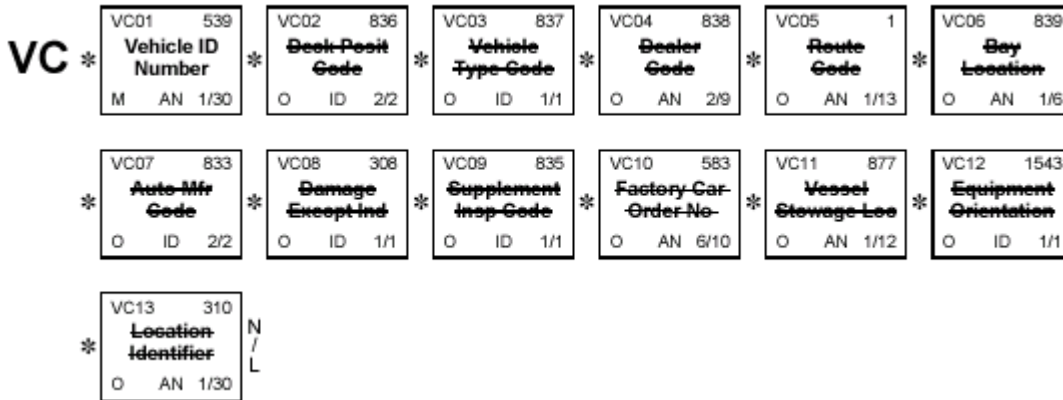 VC * VC01 539 * VC02 836 * VC03 837 * VC04 838 * VC05 1 * VC06 839
Vehicle ID Deck Posit Vehicle Dealer Route Bay
Number Code Type Code Code Code Location
M AN 1/30 O ID 2/2 O ID 1/1 O AN 2/9 O AN 1/13 O AN 1/6
* VC07 833 * VC08 308 * VC09 835 * VC10 583 * VC11 877 * VC12 1543
Auto Mfr Damage Supplement Factory Car Vessel Equipment
Code Except Ind Insp Code Order No Stowage Loc Orientation
O ID 2/2 O ID 1/1 O ID 1/1 O AN 6/10 O AN 1/12 O ID 1/1
* VC13 310 N
Location /
Identifier L
O AN 1/30